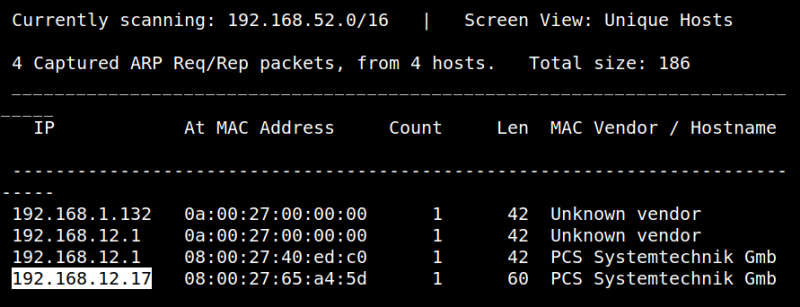 Currently scanning: 192.168.52.0/16   |   Screen View: Unique Hosts
4 Captured ARP Req/Rep packets, from 4 hosts.   Total size: 186
_____________________________________________________________________________
IP            At MAC Address     Count     Len  MAC Vendor / Hostname
-----------------------------------------------------------------------------
192.168.1.132   0a:00:27:00:00:00      1      42  Unknown vendor
192.168.12.1    0a:00:27:00:00:00      1      42  Unknown vendor
192.168.12.1    08:00:27:40:ed:c0      1      42  PCS Systemtechnik Gmb
192.168.12.17   08:00:27:65:a4:5d      1      60  PCS Systemtechnik Gmb